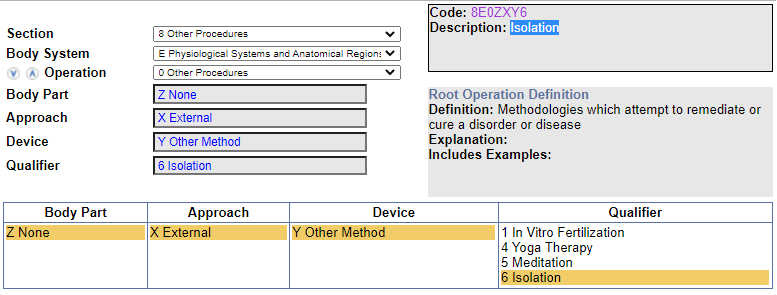 Section 8 Other Procedures
Body System E Physiological Systems and Anatomical Regions
Operation 0 Other Procedures
Body Part Z None
Approach X External
Device Y Other Method
Qualifier 6 Isolation
Code: 8E0ZXY6
Description: Isolation
Root Operation Definition
Definition: Methodologies which attempt to remediate or
cure a disorder or disease
Explanation:
Includes Examples:
Body Part Approach Device Qualifier
Z None X External Y Other Method 1 In Vitro Fertilization
4 Yoga Therapy
5 Meditation
6 Isolation